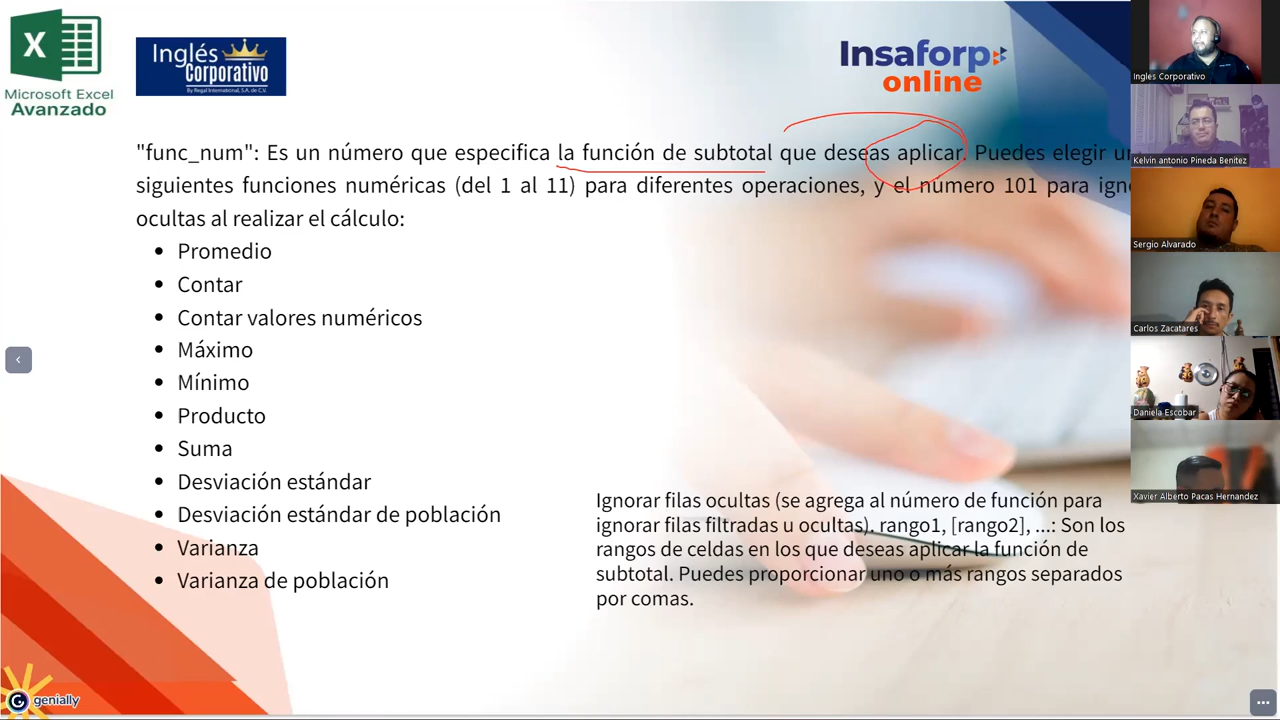 Microsoft Excel
Avanzado
Inglés
Corporativo
By Regal International, S.A. de C.V.
Insaforp
online
"func_num": Es un número que especifica la función de subtotal que deseas aplicar. Puedes elegir
siguientes funciones numéricas (del 1 al 11) para diferentes operaciones, y el número 101 para
ocultas al realizar el cálculo:
• Promedio
• Contar
• Contar valores numéricos
• Máximo
• Mínimo
• Producto
• Suma
• Desviación estándar
• Desviación estándar de población
• Varianza
• Varianza de población
Ignorar filas ocultas (se agrega al número de función para
ignorar filas filtradas u ocultas). rango1, [rango2], ...: Son los
rangos de celdas en los que deseas aplicar la función de
subtotal. Puedes proporcionar uno o más rangos separados
por comas.
genially
Ingles Corporativo
Kelvin antonio Pineda Benitez
Sergio Alvarado
Carlos Zacatares
Daniela Escobar
Xavier Alberto Pacas Hernandez